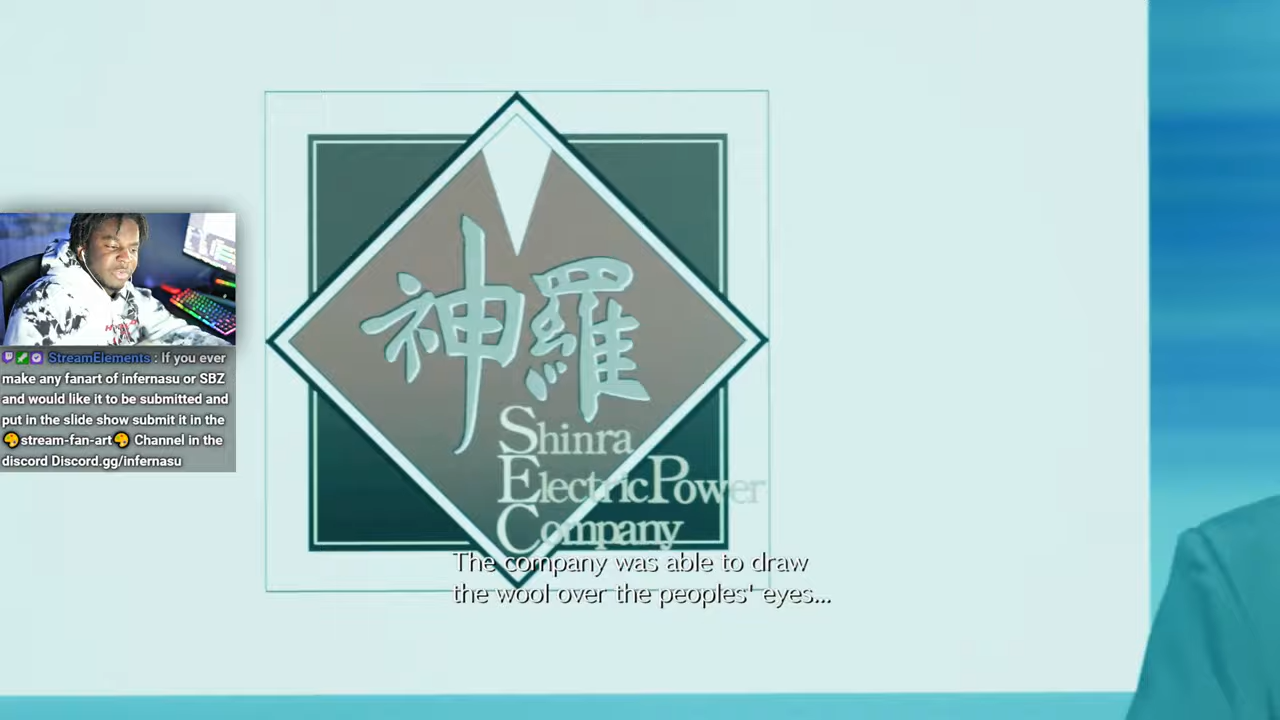 神羅
Shinra
Electric Power
Company
The company was able to draw
the wool over the peoples' eyes...
StreamElements : If you ever
make any fanart of infernasu or SBZ
and would like it to be submitted and
put in the slide show submit it in the
stream-fan-art Channel in the
discord Discord.gg/infernasu